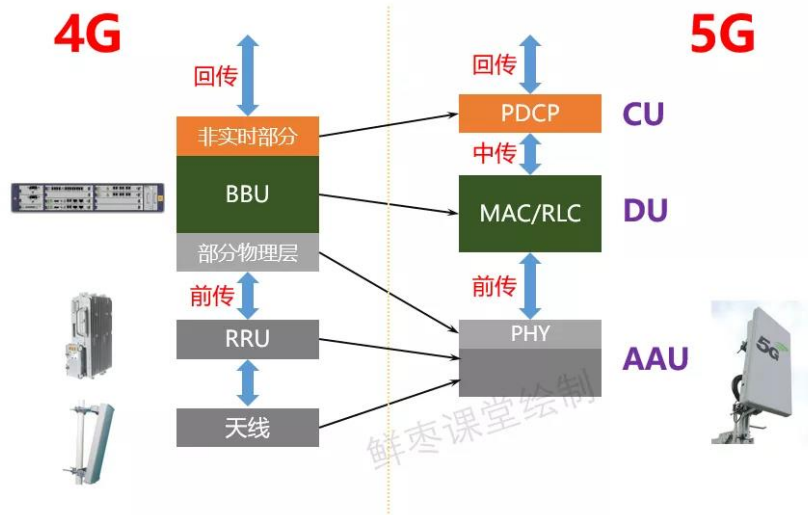 4G
5G
回传
回传
非实时部分
PDCP
CU
中传
BBU
MAC/RLC
DU
部分物理层
前传
前传
RRU
PHY
5G
AAU
天线
鲜枣课堂绘制